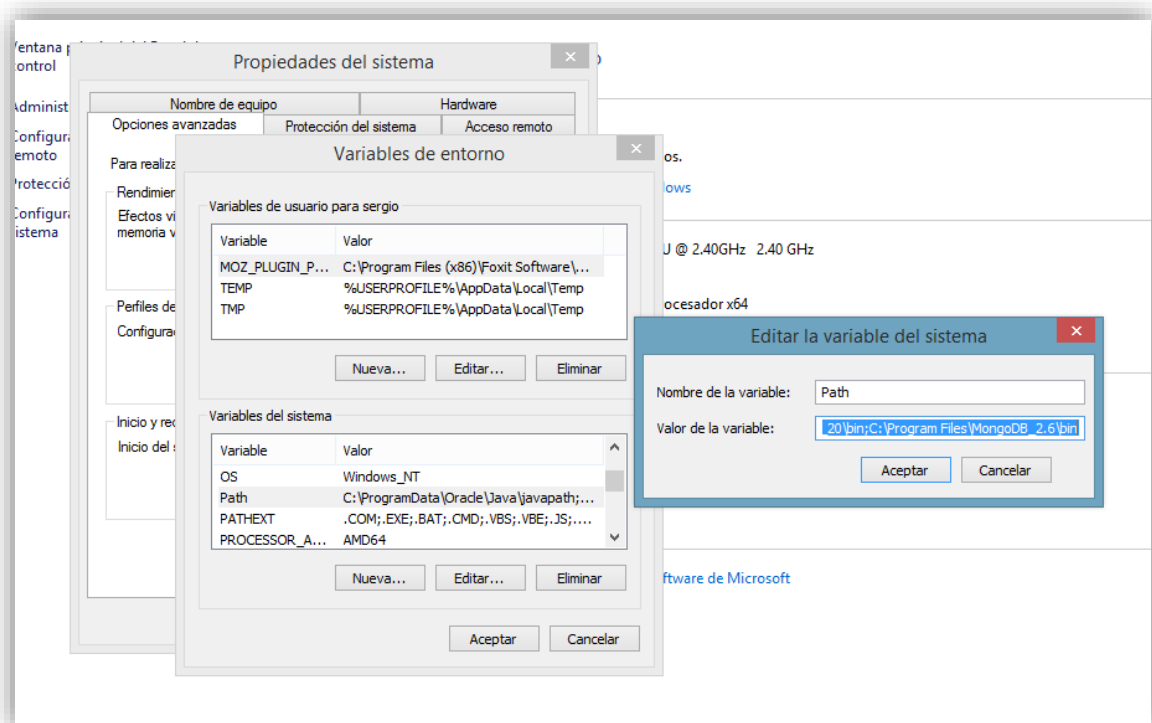 control
Propiedades del sistema
Nombre de equipo
Hardware
Opciones avanzadas
Protección del sistema
Acceso remoto
Para realiza
Rendimier
Efectos vi
memoria v
Perfiles de
Configura
Inicio y rec
Inicio del
Administ
Configur
remoto
Protecció
Configur
sistema
Variables de entorno
Variables de usuario para sergio
Variable Valor
MOZ_PLUGIN_P... C:\Program Files (x86)\Foxit Software\...
TEMP %USERPROFILE%\AppData\Local\Temp
TMP %USERPROFILE%\AppData\Local\Temp
Nueva... Editar... Eliminar
Variables del sistema
Variable Valor
OS Windows_NT
Path C:\ProgramData\Oracle\Java\javapath;...
PATHEXT .COM;.EXE;.BAT;.CMD;.VBS;.VBE;.JS;....
PROCESSOR_A... AMD64
Nueva... Editar... Eliminar
Aceptar Cancelar
os.
lows
U @ 2.40GHz 2.40 GHz
ocesador x64
Editar la variable del sistema
Nombre de la variable: Path
Valor de la variable: 20\bin;C:\Program Files\MongoDB_2.6\bin
Aceptar Cancelar
ftware de Microsoft